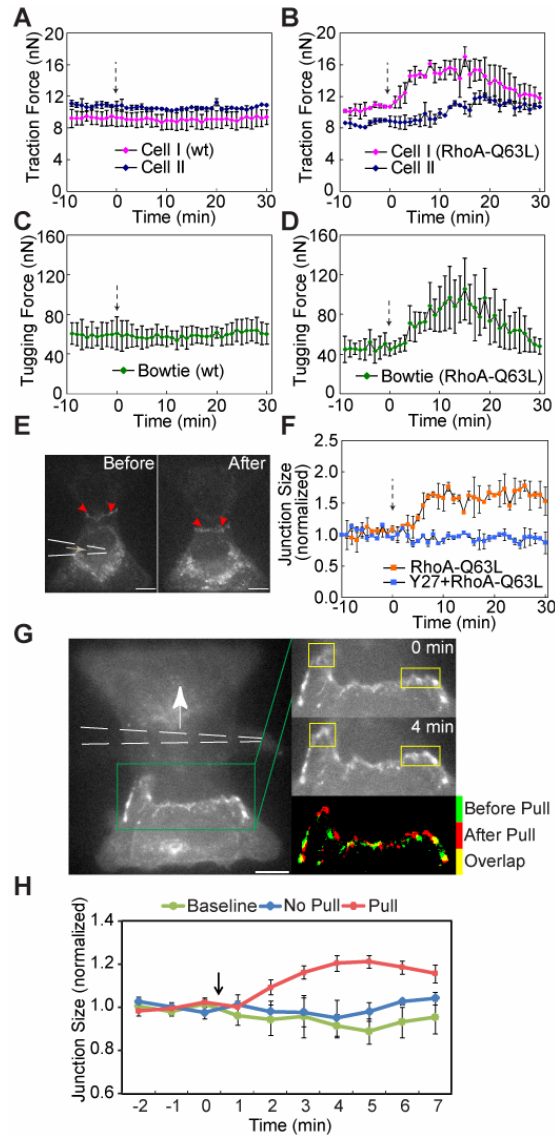 A
Traction Force (nN)
20
16
12
8
4
0
Cell I (wt)
Cell II
-10 0 10 20 30
Time (min)
B
Traction Force (nN)
20
16
12
8
4
0
Cell I (RhoA-Q63L)
Cell II
-10 0 10 20 30
Time (min)
C
Tugging Force (nN)
160
120
80
40
0
Bowtie (wt)
-10 0 10 20 30
Time (min)
D
Tugging Force (nN)
160
120
80
40
0
Bowtie (RhoA-Q63L)
-10 0 10 20 30
Time (min)
E
Before
After
F
Junction Size
(normalized)
2.5
2.0
1.5
1.0
0.5
0.0
RhoA-Q63L
Y27+RhoA-Q63L
-10 0 10 20 30
Time (min)
G
0 min
4 min
Before Pull
After Pull
Overlap
H
Baseline No Pull Pull
Junction Size (normalized)
1.4
1.2
1.0
0.8
0.6
-2 -1 0 1 2 3 4 5 6 7
Time (min)